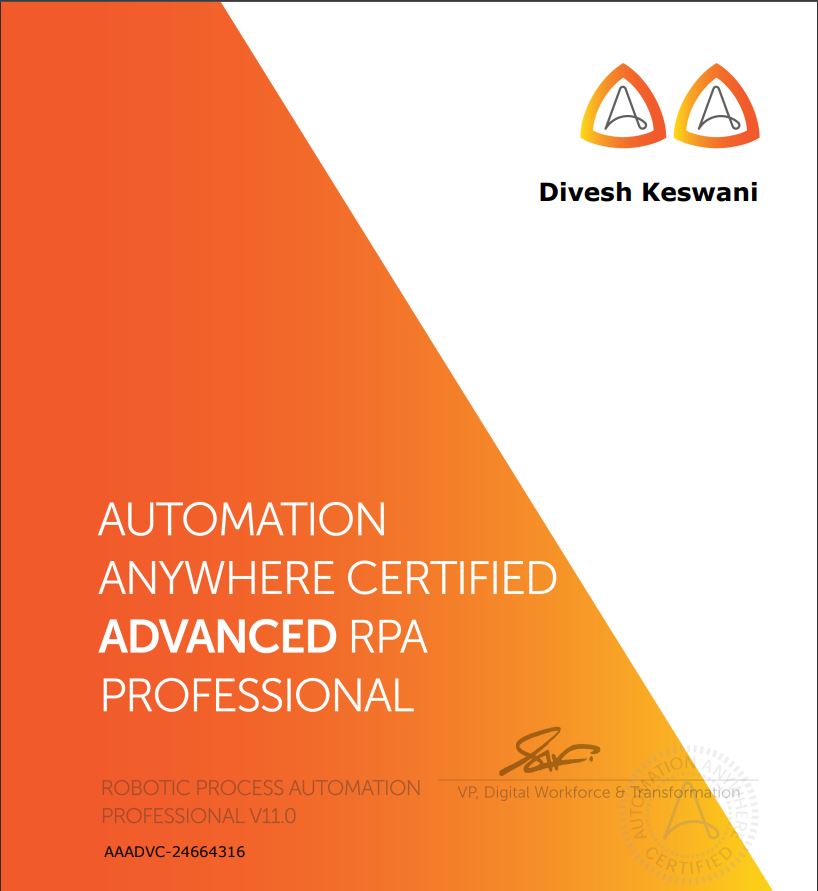 Divesh Keswani
AUTOMATION
ANYWHERE CERTIFIED
ADVANCED RPA
PROFESSIONAL
ROBOTIC PROCESS AUTOMATION
PROFESSIONAL V11.0
AAADVC-24664316
VP, Digital Workforce & Transformation
AUTOMATION ANYWHERE
CERTIFIED